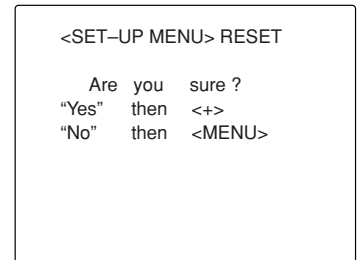 <SET–UP MENU> RESET
Are you sure ?
“Yes” then <+>
“No” then <MENU>